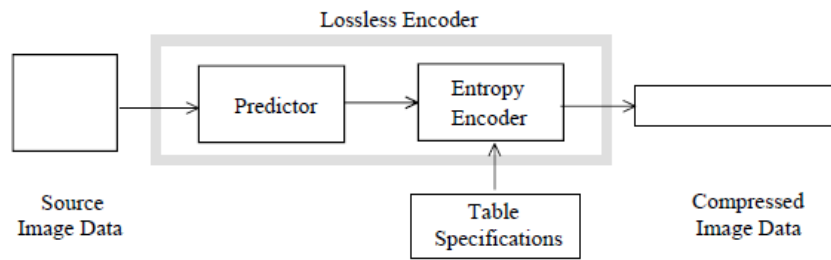 Lossless Encoder
Predictor
Entropy
Encoder
Source
Image Data
Table
Specifications
Compressed
Image Data